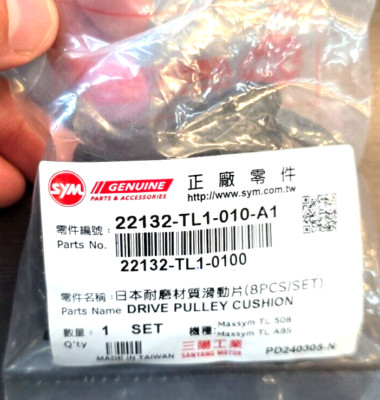 SYM GENUINE PARTS & ACCESSORIES
正廠零件
http://www.sym.com.tw
零件編號：
Parts No.
22132-TL1-010-A1
22132-TL1-0100
零件名稱：日本耐磨材質滑動片(8PCS/SET)
Parts Name DRIVE PULLEY CUSHION
數量：1 SET
Q'ty
機種：Maxsym TL 508
Maxsym TL ABS
MADE IN TAIWAN
三陽工業
SANYANG MOTOR
PD240305-N